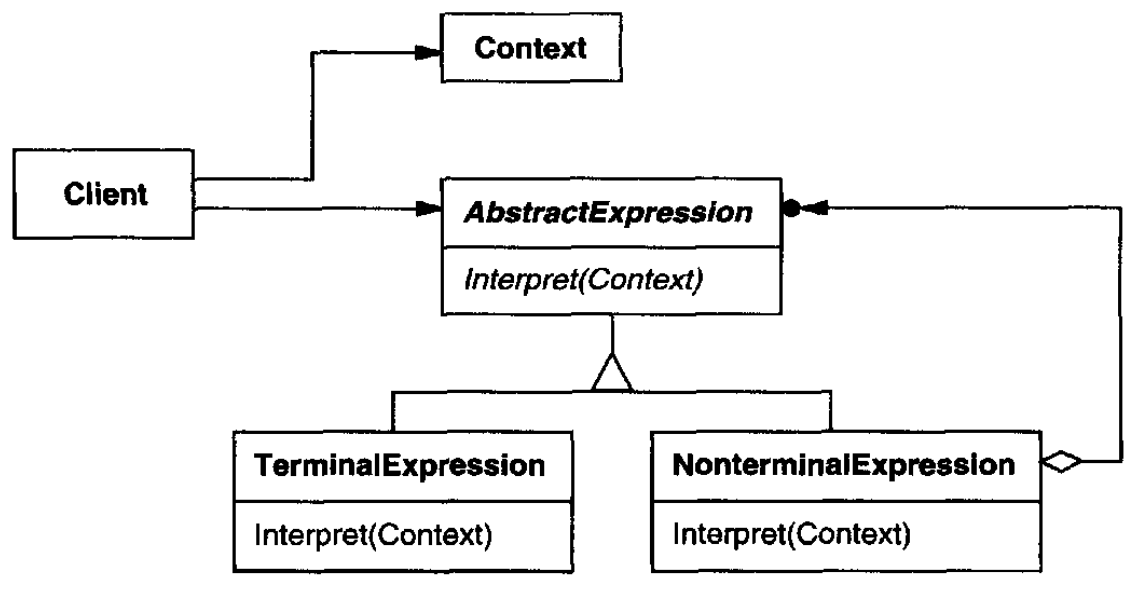 Context
Client
AbstractExpression
Interpret(Context)
TerminalExpression
Interpret(Context)
NonterminalExpression
Interpret(Context)